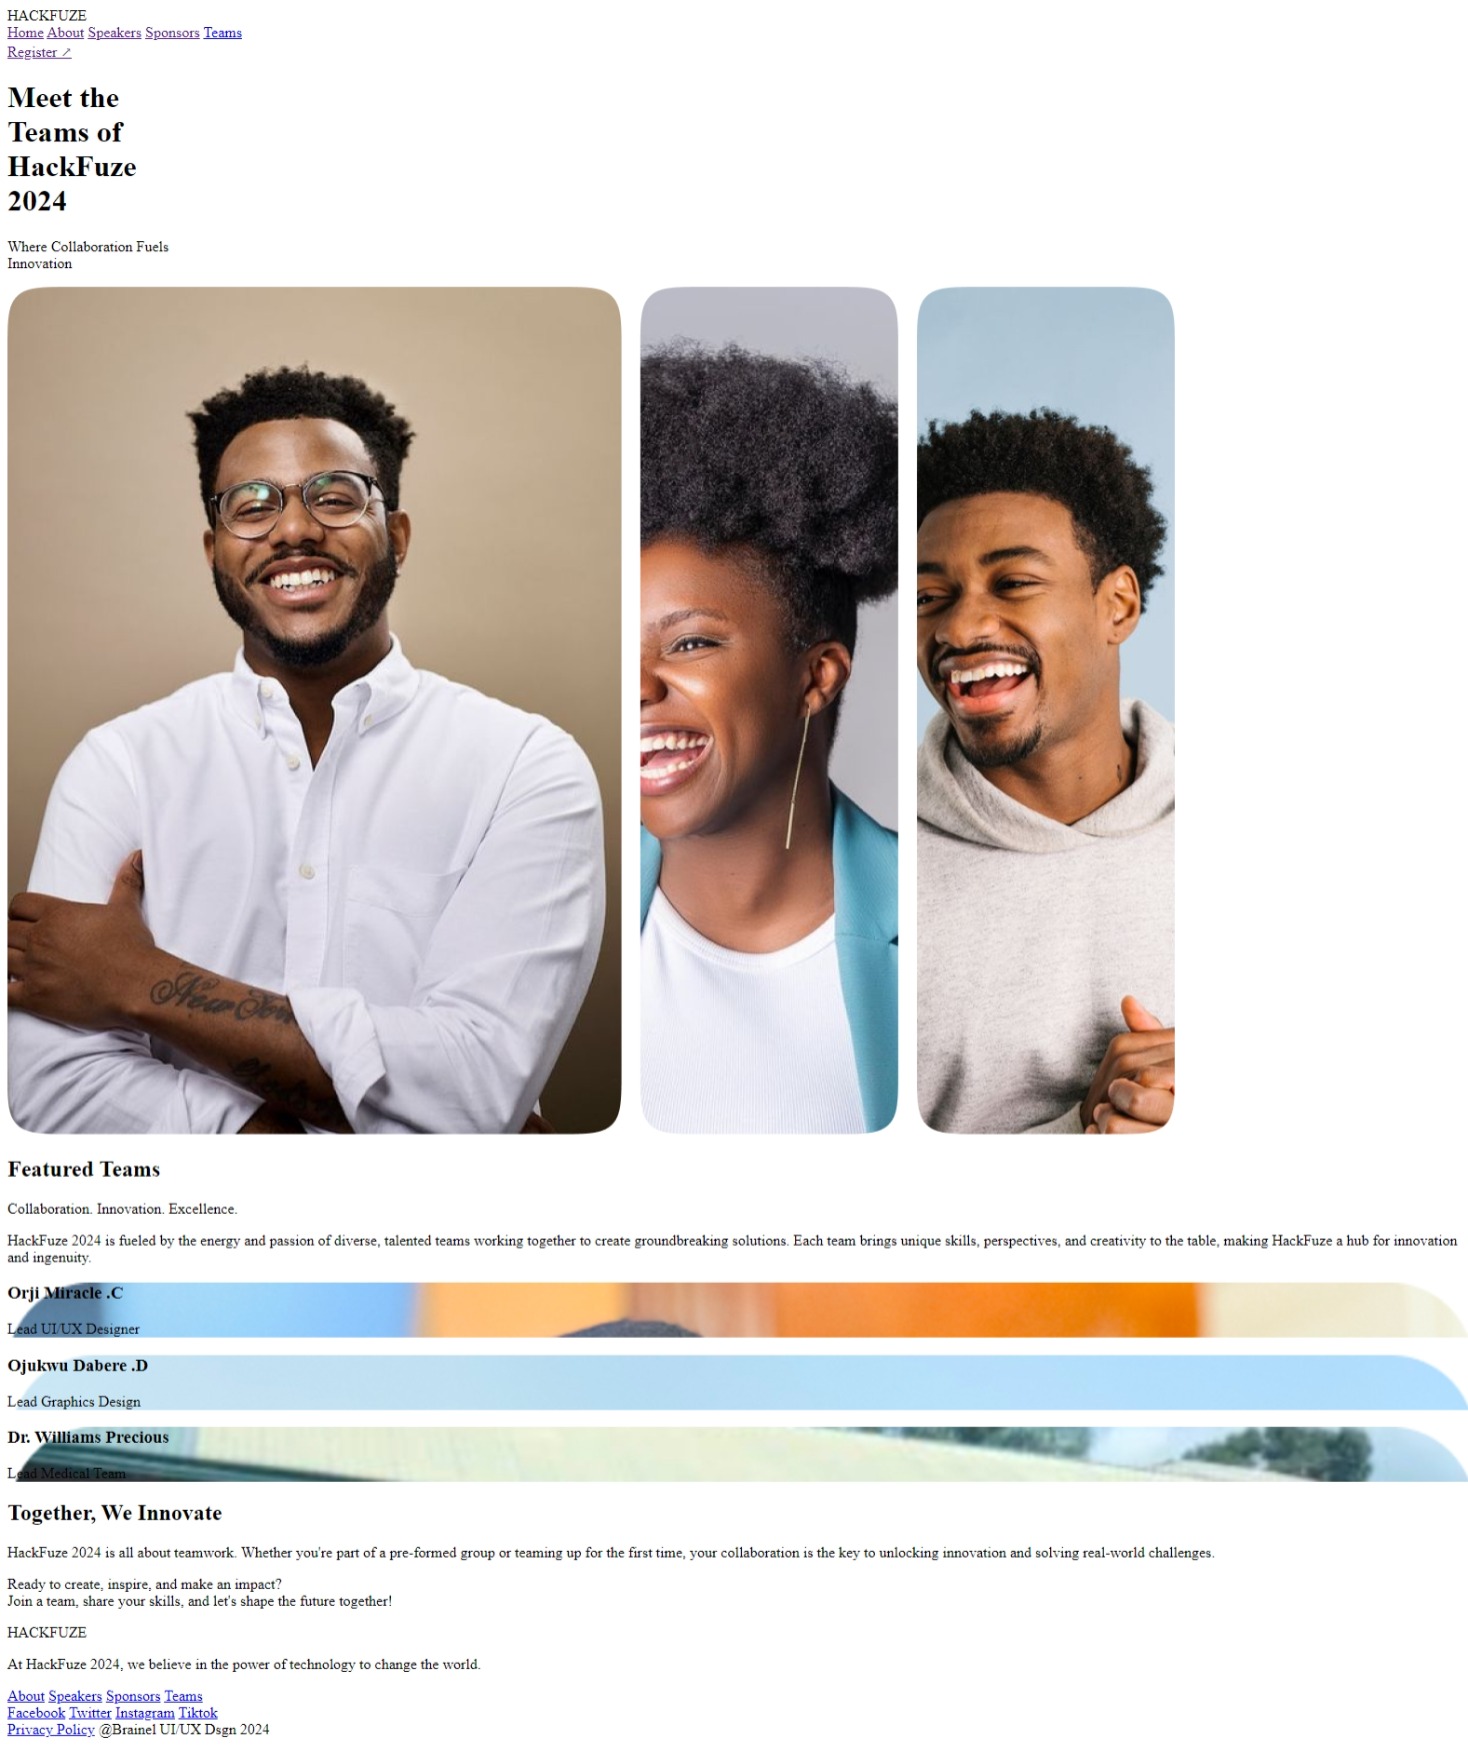 HACKFUZE
Home About Speakers Sponsors Teams
Register ↗
Meet the
Teams of
HackFuze
2024
Where Collaboration Fuels
Innovation
Featured Teams
Collaboration. Innovation. Excellence.
HackFuze 2024 is fueled by the energy and passion of diverse, talented teams working together to create groundbreaking solutions. Each team brings unique skills, perspectives, and creativity to the table, making HackFuze a hub for innovation
and ingenuity.
Orji Miracle .C
Lead UI/UX Designer
Ojukwu Dabere .D
Lead Graphics Design
Dr. Williams Precious
Lead Medical Team
Together, We Innovate
HackFuze 2024 is all about teamwork. Whether you're part of a pre-formed group or teaming up for the first time, your collaboration is the key to unlocking innovation and solving real-world challenges.
Ready to create, inspire, and make an impact?
Join a team, share your skills, and let's shape the future together!
HACKFUZE
At HackFuze 2024, we believe in the power of technology to change the world.
About Speakers Sponsors Teams
Facebook Twitter Instagram Tiktok
Privacy Policy @Brainel UI/UX Dsgn 2024